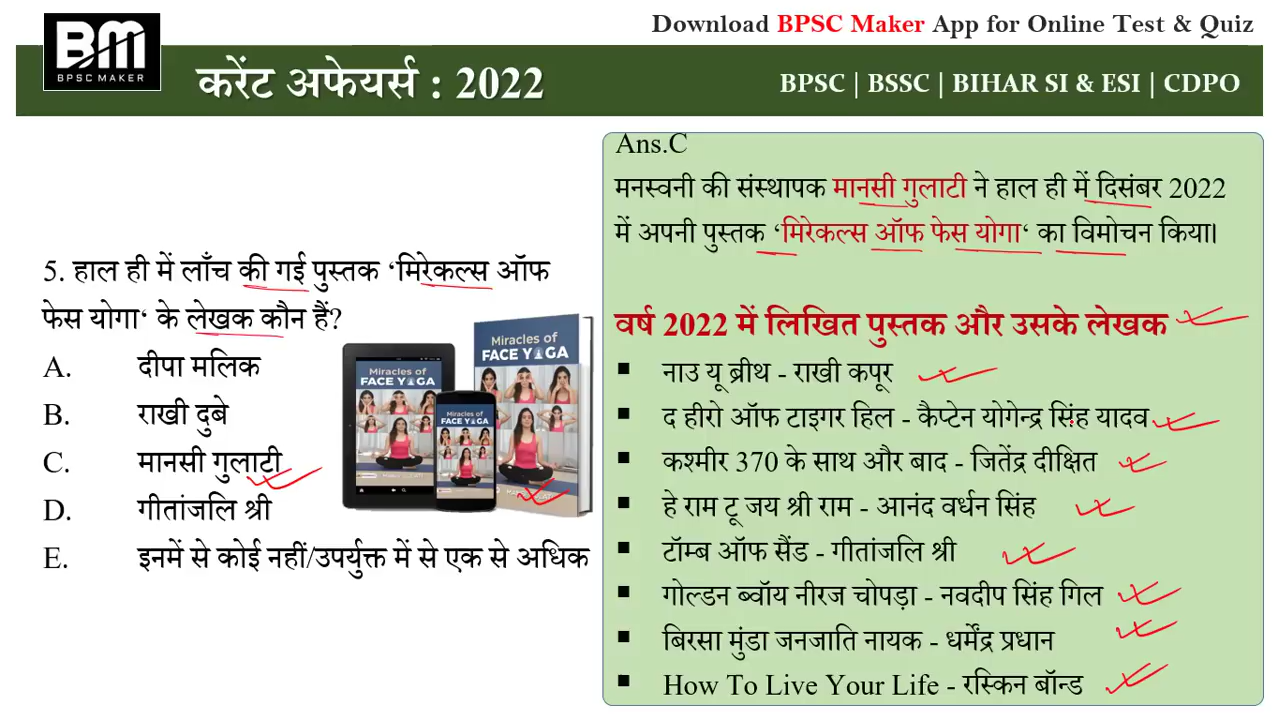 Download BPSC Maker App for Online Test & Quiz
BM
BPSC MAKER
करेंट अफेयर्स : 2022
BPSC | BSSC | BIHAR SI & ESI | CDPO
5. हाल ही में लाँच की गई पुस्तक ‘मिरेकल्स ऑफ
फेस योगा‘ के लेखक कौन हैं?
A. दीपा मलिक
B. राखी दुबे
C. मानसी गुलाटी
D. गीतांजलि श्री
E. इनमें से कोई नहीं/उपर्युक्त में से एक से अधिक
Miracles of
FACE YOGA
Miracles of
FACE YOGA
Miracles of
FACE YOGA
Ans.C
मनस्वनी की संस्थापक मानसी गुलाटी ने हाल ही में दिसंबर 2022
में अपनी पुस्तक ‘मिरेकल्स ऑफ फेस योगा‘ का विमोचन किया।
वर्ष 2022 में लिखित पुस्तक और उसके लेखक
▪ नाउ यू ब्रीथ - राखी कपूर
▪ द हीरो ऑफ टाइगर हिल - कैप्टेन योगेन्द्र सिंह यादव
▪ कश्मीर 370 के साथ और बाद - जितेंद्र दीक्षित
▪ हे राम टू जय श्री राम - आनंद वर्धन सिंह
▪ टॉम्ब ऑफ सैंड - गीतांजलि श्री
▪ गोल्डन ब्वॉय नीरज चोपड़ा - नवदीप सिंह गिल
▪ बिरसा मुंडा जनजाति नायक - धर्मेंद्र प्रधान
▪ How To Live Your Life - रस्किन बॉन्ड